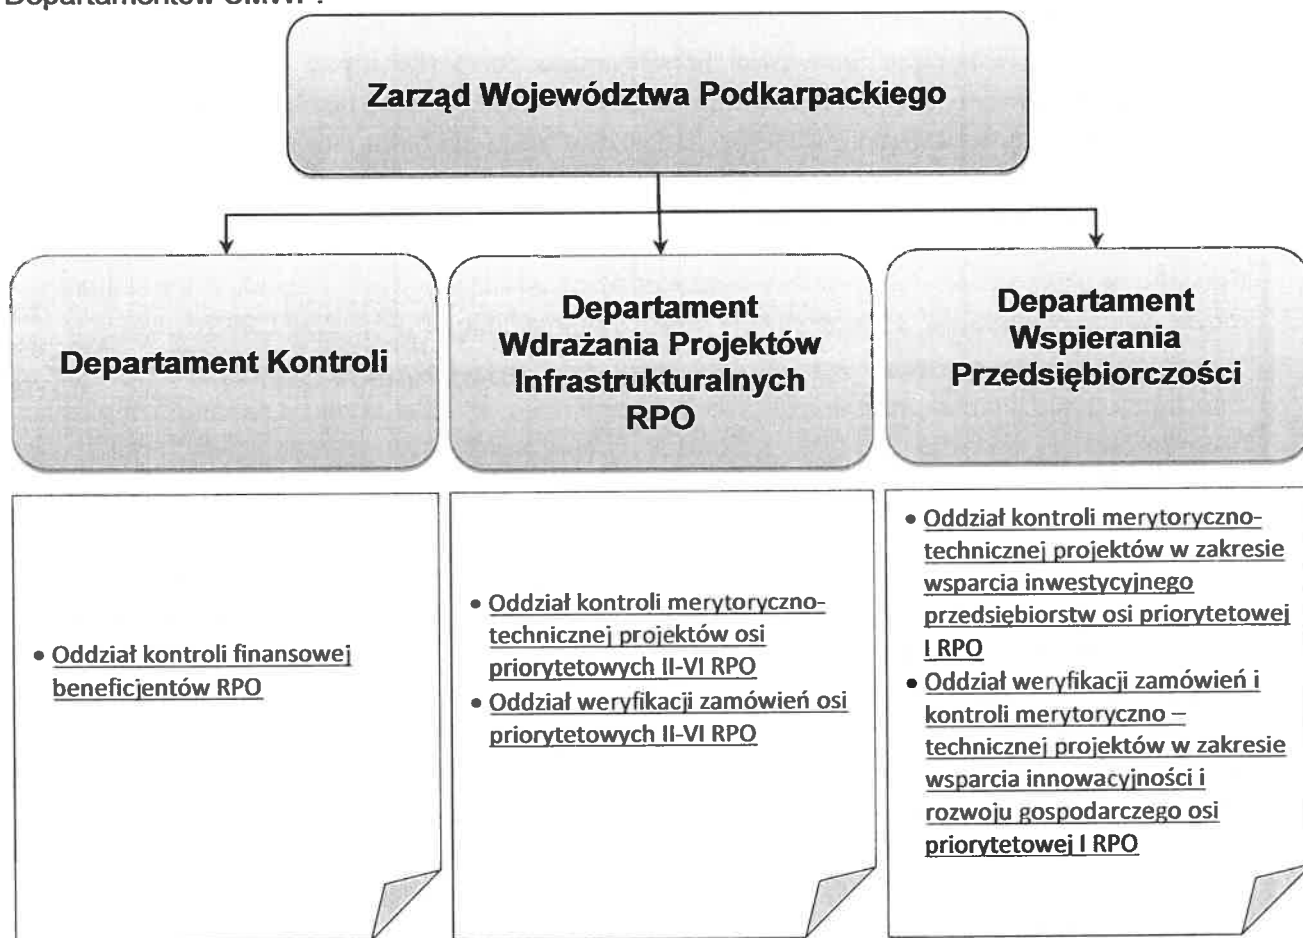 Departamentów UMWP:
Zarząd Województwa Podkarpackiego
Departament Kontroli
Departament
Wdrażania Projektów
Infrastrukturalnych
RPO
Departament
Wspierania
Przedsiębiorczości
• Oddział kontroli finansowej
beneficjentów RPO
• Oddział kontroli merytoryczno-
technicznej projektów osi
priorytetowych II-VI RPO
• Oddział weryfikacji zamówień osi
priorytetowych II-VI RPO
• Oddział kontroli merytoryczno-
technicznej projektów w zakresie
wsparcia inwestycyjnego
przedsiębiorstw osi priorytetowej
I RPO
• Oddział weryfikacji zamówień i
kontroli merytoryczno –
technicznej projektów w zakresie
wsparcia innowacyjności i
rozwoju gospodarczego osi
priorytetowej I RPO